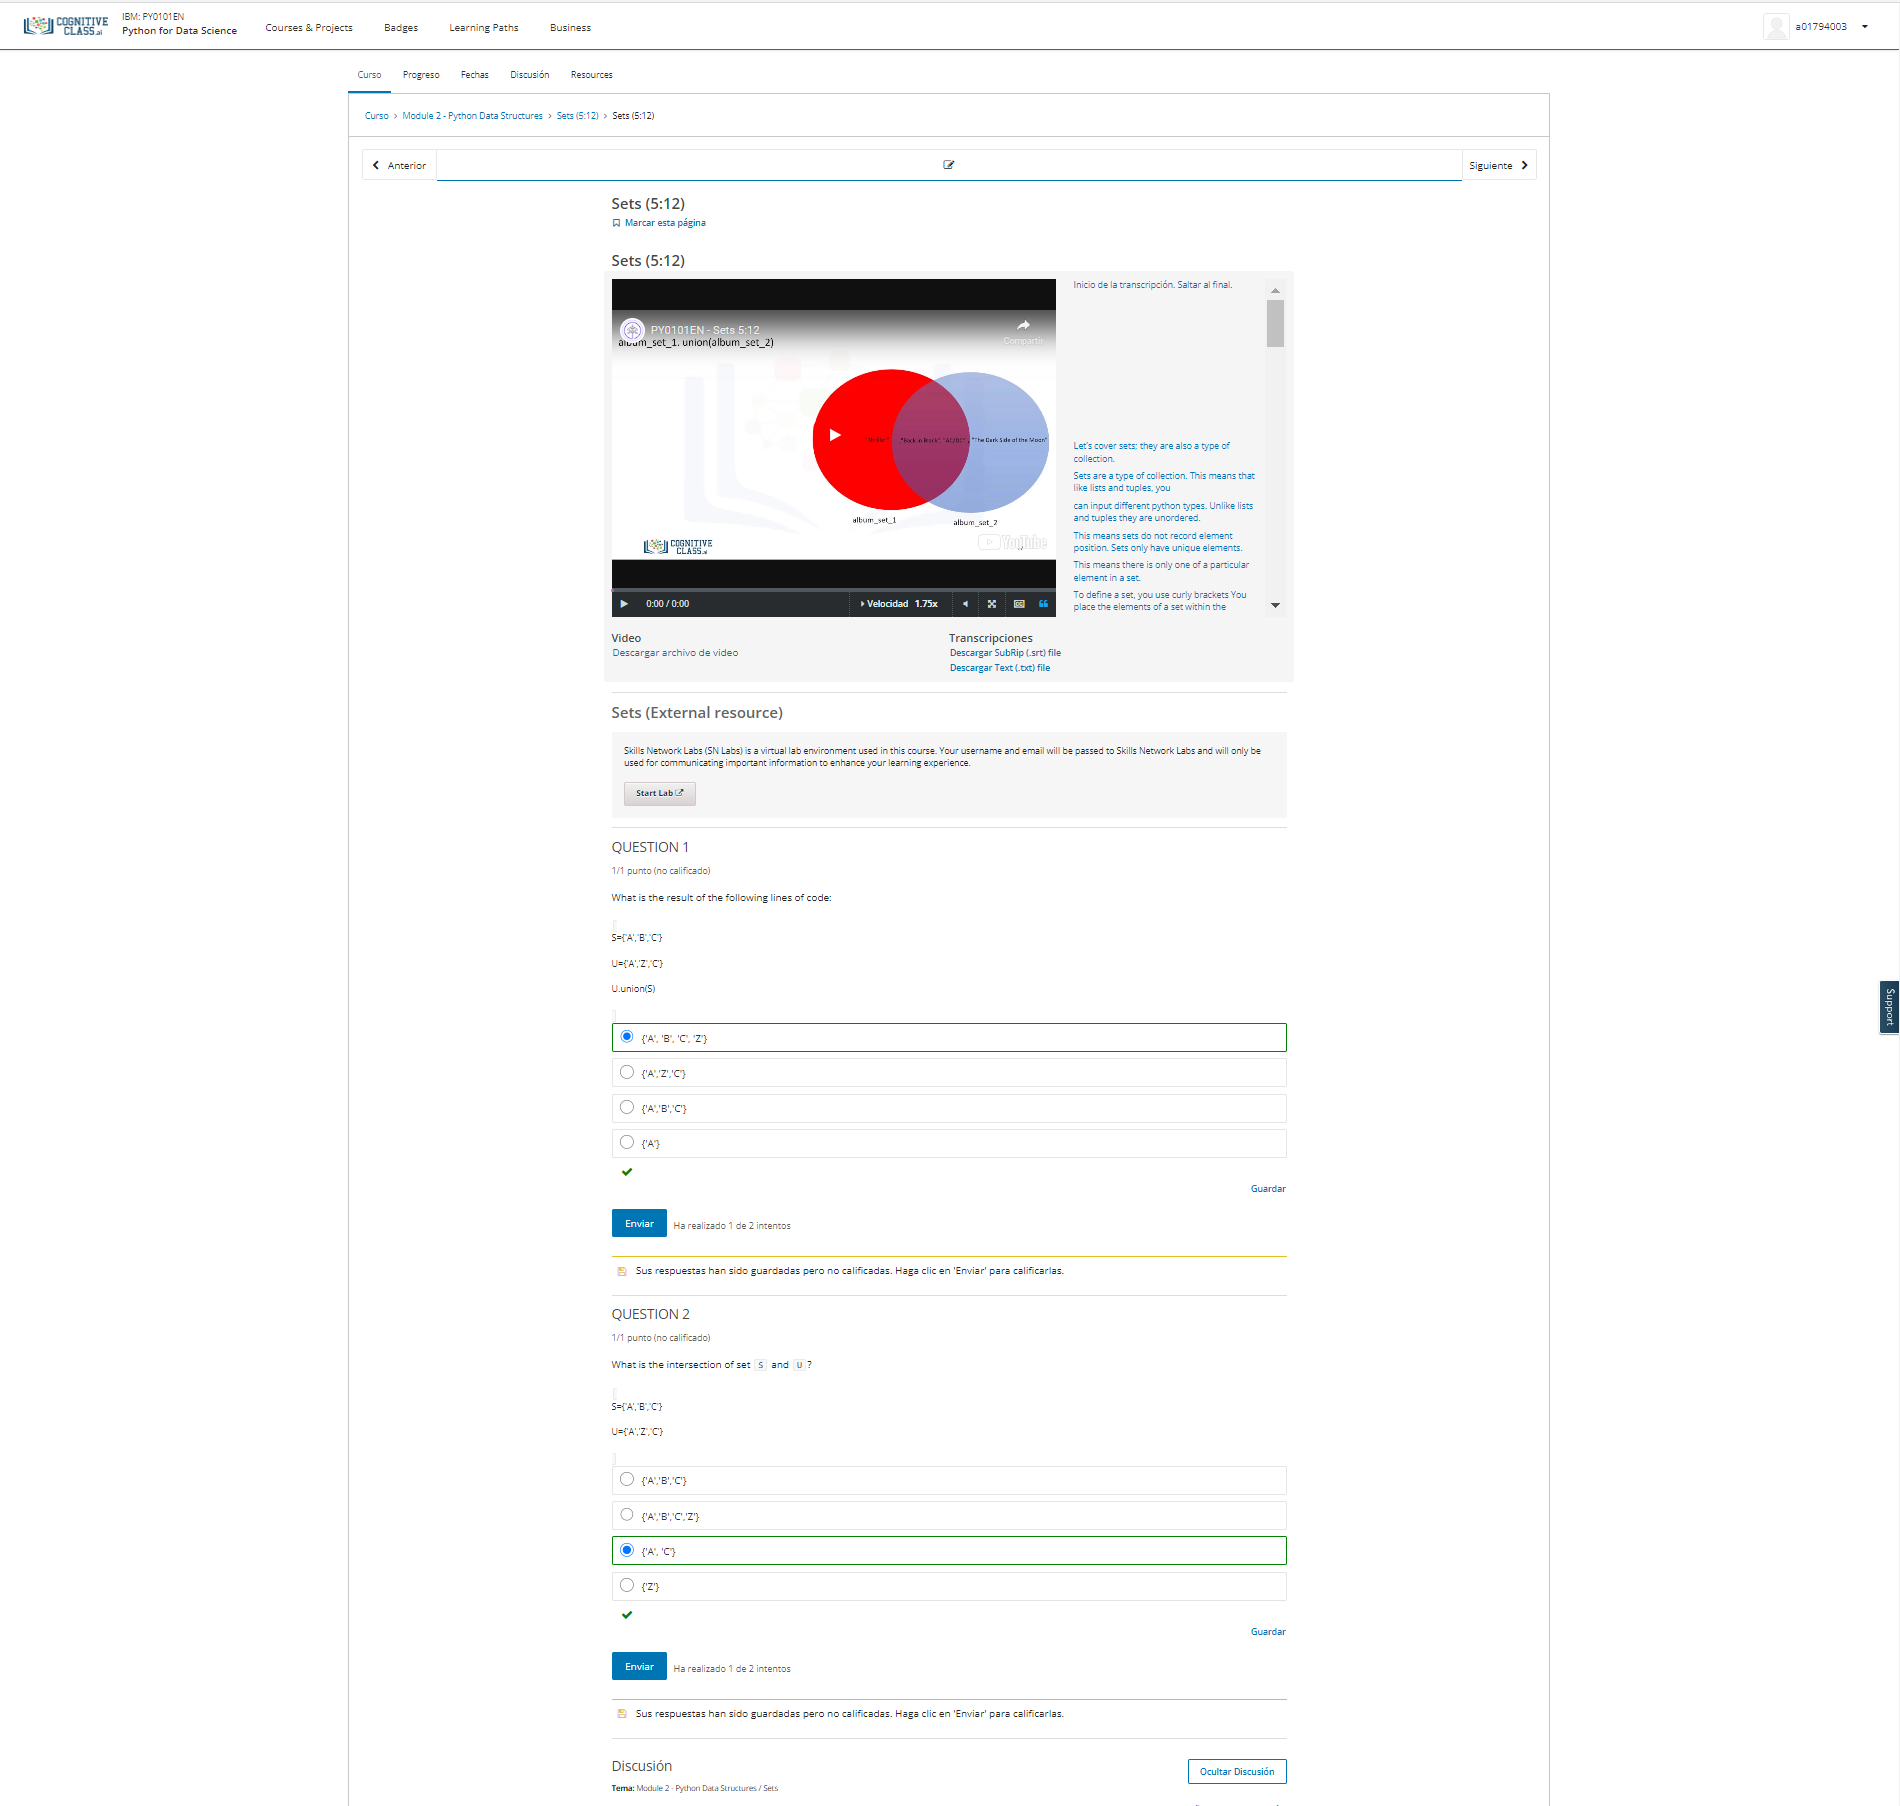 COGNITIVE
CLASS.ai
IBM: PY0101EN
Python for Data Science
Courses & Projects
Badges
Learning Paths
Business
a01794003
Curso
Progreso
Fechas
Discusión
Resources
Curso > Module 2 - Python Data Structures > Sets (5:12) > Sets (5:12)
Anterior
Siguiente
Sets (5:12)
Marcar esta página
Sets (5:12)
PY0101EN - Sets 5:12
Compartir
album_set_1. union(album_set_2)
"Back in Black", "AC/DC", "The Dark Side of the Moon"
album_set_1
album_set_2
COGNITIVE
CLASS.ai
YouTube
0:00 / 0:00
Velocidad 1.75x
Inicio de la transcripción. Saltar al final.
Let's cover sets; they are also a type of
collection.
Sets are a type of collection. This means that
like lists and tuples, you
can input different python types. Unlike lists
and tuples they are unordered.
This means sets do not record element
position. Sets only have unique elements.
This means there is only one of a particular
element in a set.
To define a set, you use curly brackets You
place the elements of a set within the
Video
Descargar archivo de video
Transcripciones
Descargar SubRip (.srt) file
Descargar Text (.txt) file
Sets (External resource)
Skills Network Labs (SN Labs) is a virtual lab environment used in this course. Your username and email will be passed to Skills Network Labs and will only be
used for communicating important information to enhance your learning experience.
Start Lab
QUESTION 1
1/1 punto (no calificado)
What is the result of the following lines of code:
S={'A','B','C'}
U={'A','Z','C'}
U.union(S)
{'A', 'B', 'C', 'Z'}
{'A','Z','C'}
{'A','B','C'}
{'A'}
Guardar
Enviar
Ha realizado 1 de 2 intentos
Sus respuestas han sido guardadas pero no calificadas. Haga clic en 'Enviar' para calificarlas.
QUESTION 2
1/1 punto (no calificado)
What is the intersection of set S and U ?
S={'A','B','C'}
U={'A','Z','C'}
{'A','B','C'}
{'A','B','C','Z'}
{'A', 'C'}
{'Z'}
Guardar
Enviar
Ha realizado 1 de 2 intentos
Sus respuestas han sido guardadas pero no calificadas. Haga clic en 'Enviar' para calificarlas.
Discusión
Ocultar Discusión
Tema: Module 2 - Python Data Structures / Sets
Support